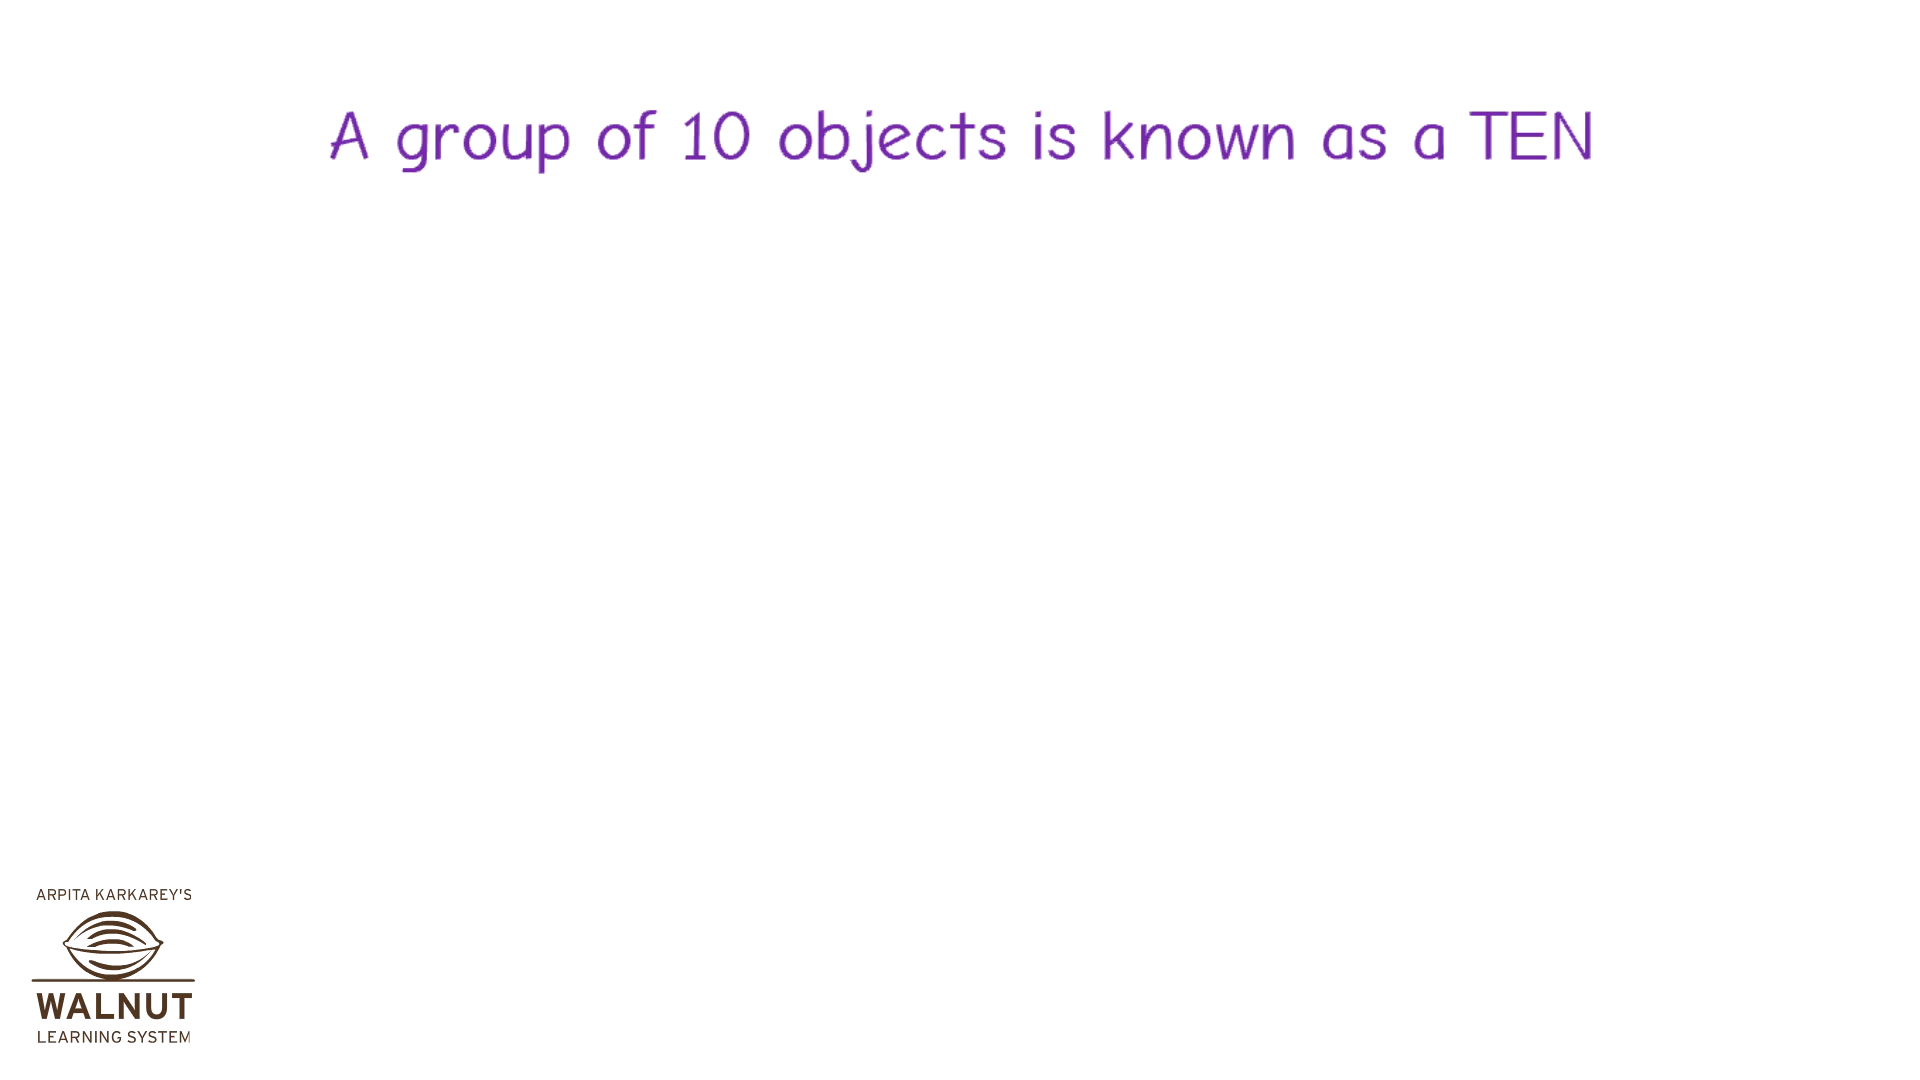 A group of 10 objects is known as a TEN
ARPITA KARKAREY'S
WALNUT
LEARNING SYSTEM